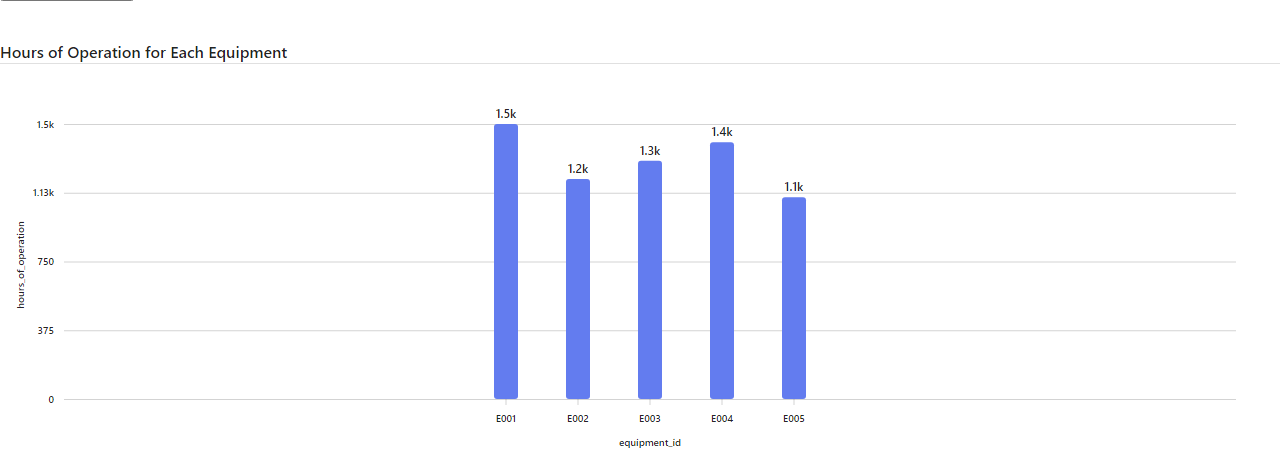 Hours of Operation for Each Equipment
1.5k
1.4k
1.3k
1.2k
1.1k
1.5k
1.13k
750
375
0
hours_of_operation
E001 E002 E003 E004 E005
equipment_id